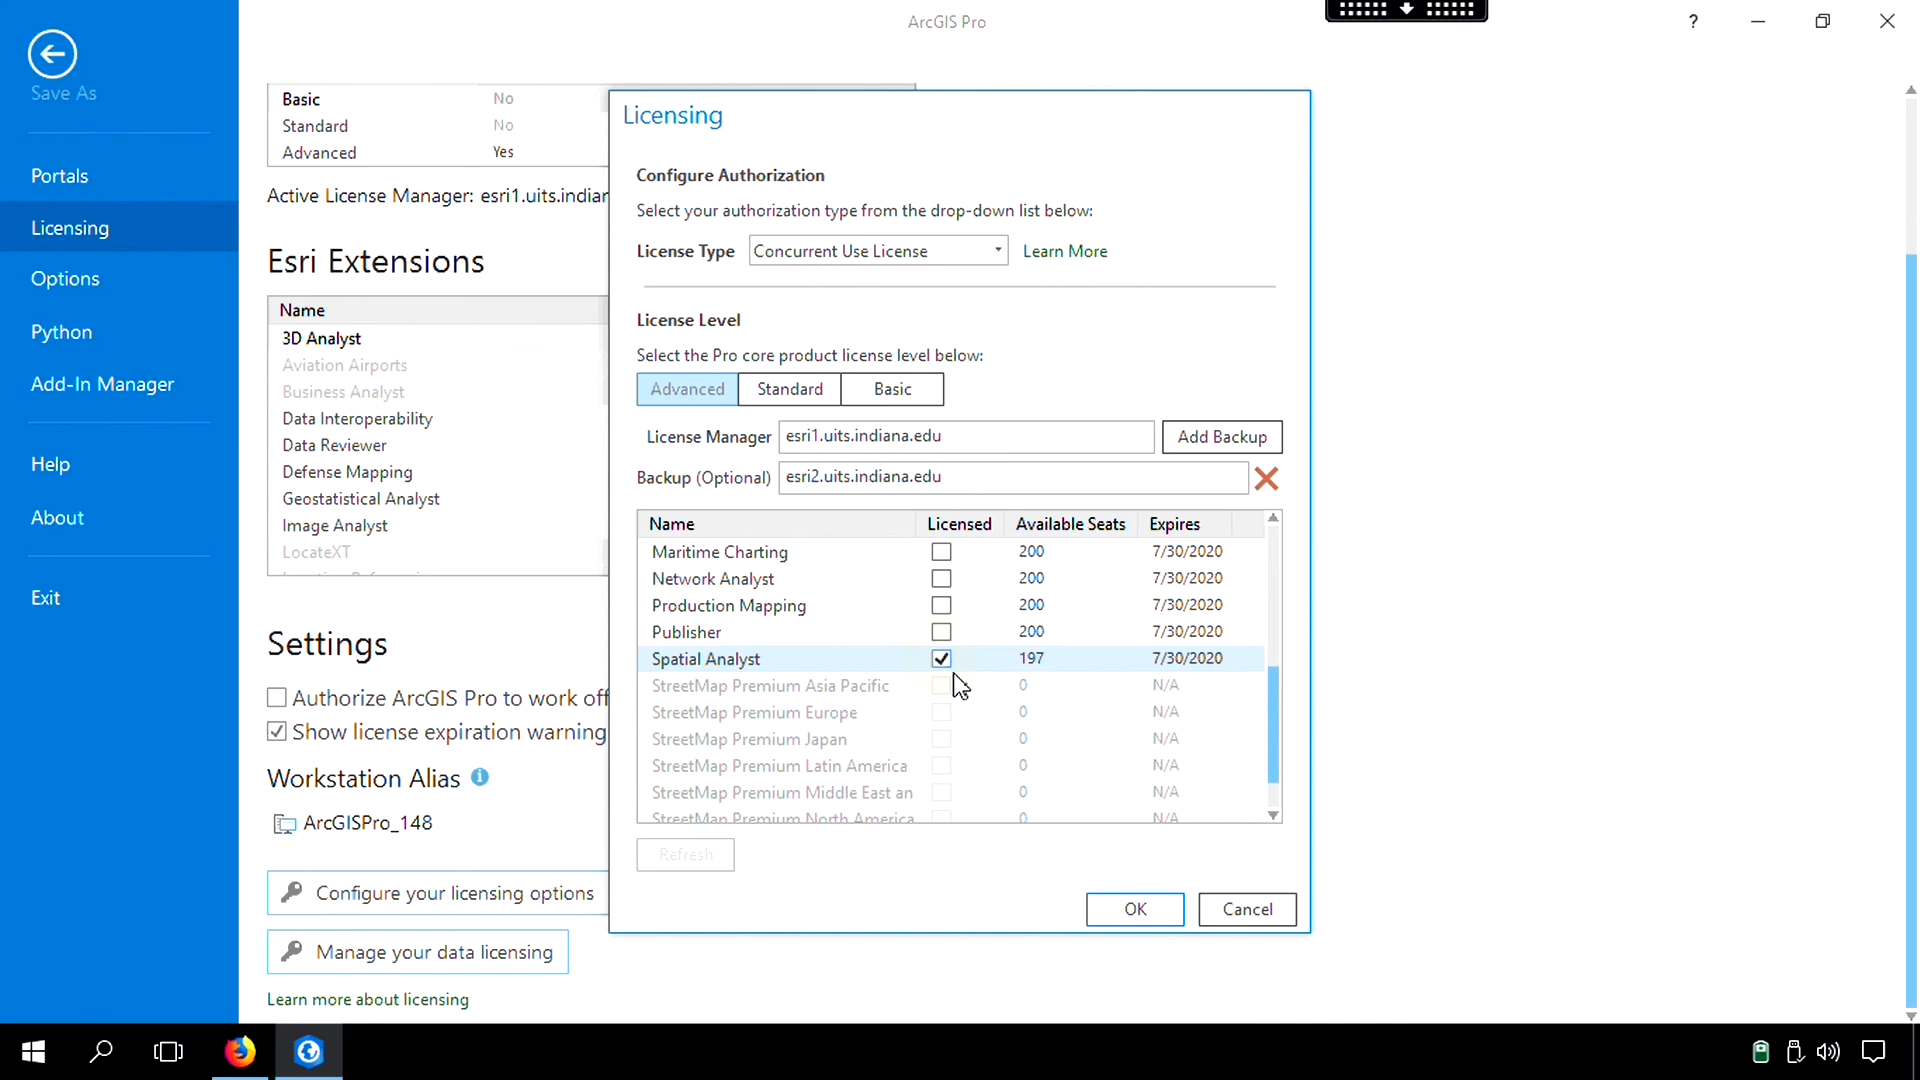 ArcGIS Pro
?
Save As
Portals
Licensing
Options
Python
Add-In Manager
Help
About
Exit
Basic No
Standard No
Advanced Yes
Active License Manager: esri1.uits.indiar
Esri Extensions
Name
3D Analyst
Aviation Airports
Business Analyst
Data Interoperability
Data Reviewer
Defense Mapping
Geostatistical Analyst
Image Analyst
LocateXT
Settings
Authorize ArcGIS Pro to work off
Show license expiration warning
Workstation Alias
ArcGISPro_148
Configure your licensing options
Manage your data licensing
Learn more about licensing
Licensing
Configure Authorization
Select your authorization type from the drop-down list below:
License Type Concurrent Use License Learn More
License Level
Select the Pro core product license level below:
Advanced Standard Basic
License Manager esri1.uits.indiana.edu Add Backup
Backup (Optional) esri2.uits.indiana.edu
Name Licensed Available Seats Expires
Maritime Charting 200 7/30/2020
Network Analyst 200 7/30/2020
Production Mapping 200 7/30/2020
Publisher 200 7/30/2020
Spatial Analyst 197 7/30/2020
StreetMap Premium Asia Pacific 0 N/A
StreetMap Premium Europe 0 N/A
StreetMap Premium Japan 0 N/A
StreetMap Premium Latin America 0 N/A
StreetMap Premium Middle East an 0 N/A
StreetMap Premium North America 0 N/A
Refresh
OK Cancel